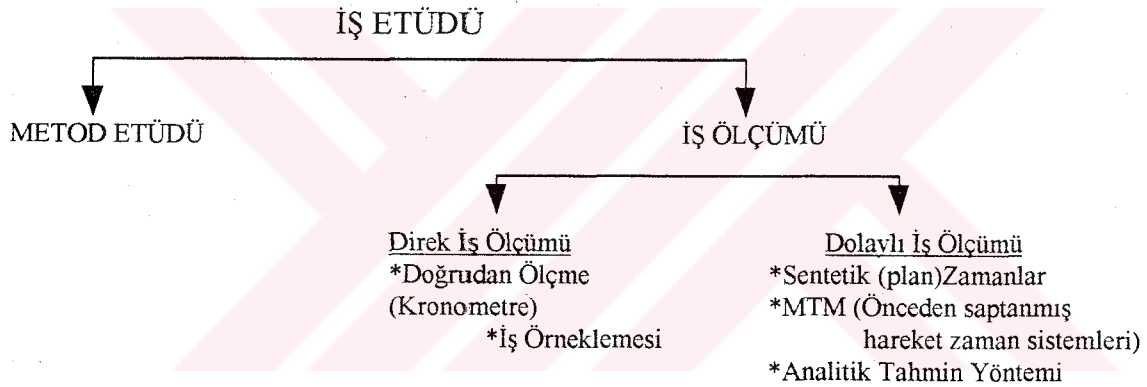 İŞ ETÜDÜ
METOD ETÜDÜ
İŞ ÖLÇÜMÜ
Direk İş Ölçümü
*Doğrudan Ölçme
(Kronometre)
*İş Örneklemesi
Dolaylı İş Ölçümü
*Sentetik (plan)Zamanlar
*MTM (Önceden saptanmış
hareket zaman sistemleri)
*Analitik Tahmin Yöntemi